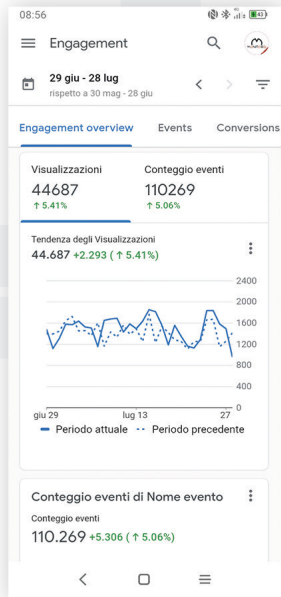 08:56
43
Engagement
29 giu - 28 lug
rispetto a 30 mag - 28 giu
Engagement overview Events Conversions
Visualizzazioni Conteggio eventi
44687 110269
↑ 5.41% ↑ 5.06%
Tendenza degli Visualizzazioni
44.687 +2.293 (↑ 5.41%)
2400
2000
1600
1200
800
400
0
giu 29 lug 13 27
Periodo attuale Periodo precedente
Conteggio eventi di Nome evento
Conteggio eventi
110.269 +5.306 (↑ 5.06%)